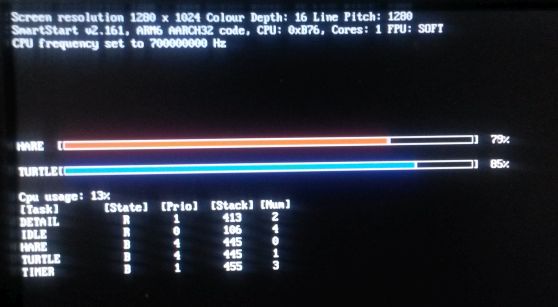 Screen resolution 1280 x 1024 Colour Depth: 16 Line Pitch: 1280
SmartStart v2.161, ARM6 AARCH32 code, CPU: 0xB76, Cores: 1 FPU: SOFT
CPU frequency set to 700000000 Hz
HARE [ ] 79%
TURTLE[ ] 85%
Cpu usage: 13%
[Task] [State] [Prio] [Stack] [Num]
DETAIL R 1 413 2
IDLE R 0 106 4
HARE B 4 445 0
TURTLE B 4 445 1
TIMER B 1 455 3